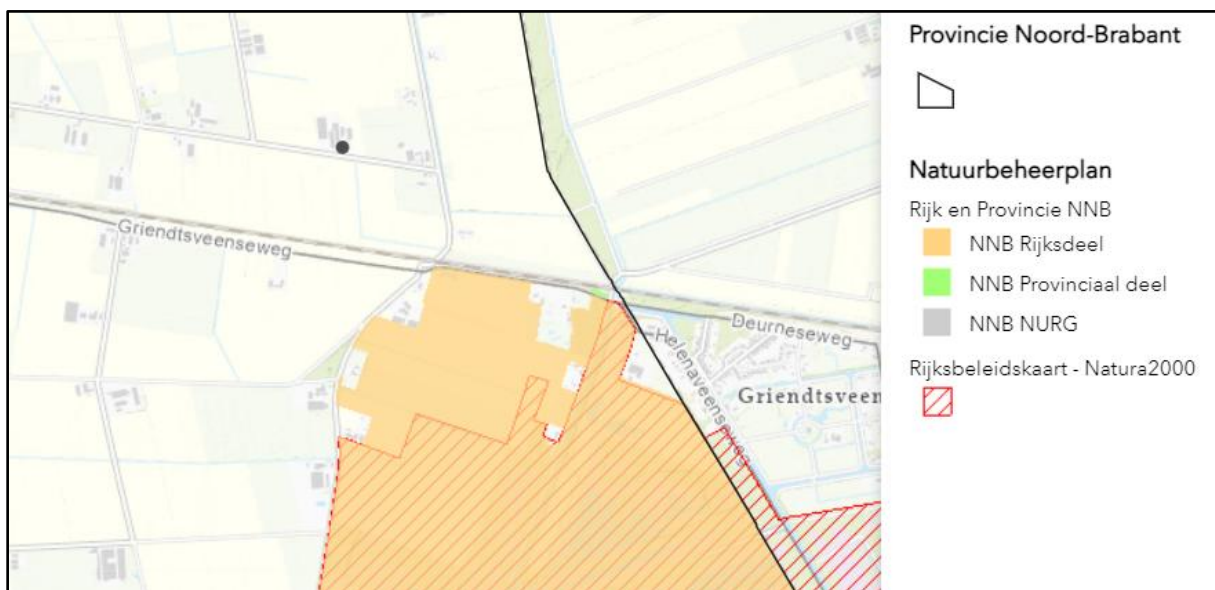 Provincie Noord-Brabant
Natuurbeheerplan
Rijk en Provincie NNB
NNB Rijksdeel
NNB Provinciaal deel
NNB NURG
Rijksbeleidskaart - Natura2000
Griendtsveenseweg
Deurneseweg
Helenaveenseweg
Griendtsveen